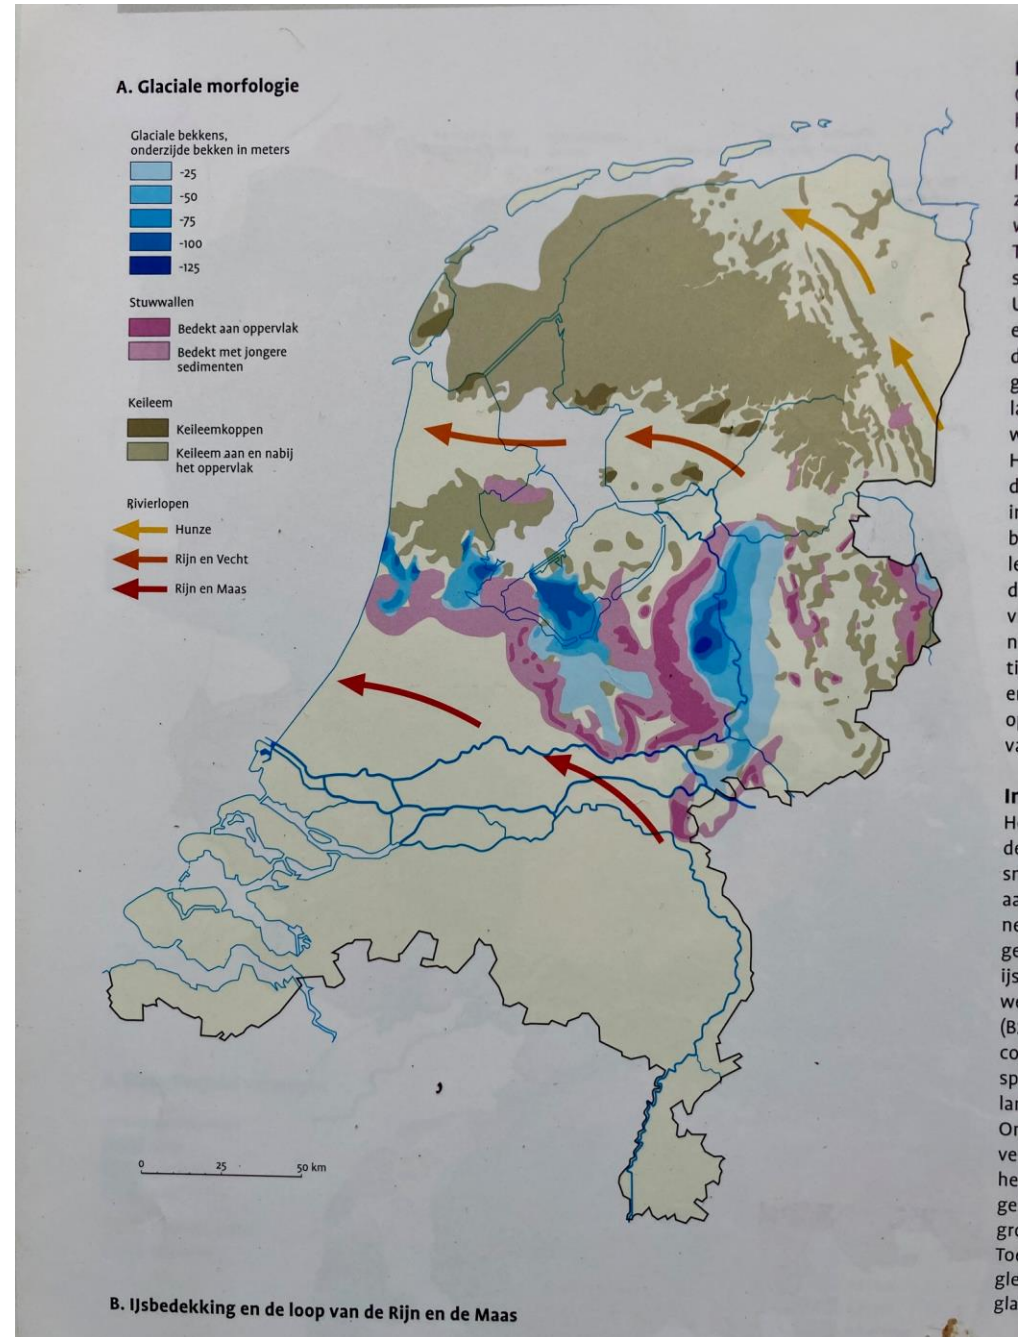 A. Glaciale morfologie
Glaciale bekkens,
onderzijde bekken in meters
-25
-50
-75
-100
-125
Stuwwallen
Bedekt aan oppervlak
Bedekt met jongere
sedimenten
Keileem
Keileemkoppen
Keileem aan en nabij
het oppervlak
Rivierlopen
Hunze
Rijn en Vecht
Rijn en Maas
0 25 50 km
B. IJsbedekking en de loop van de Rijn en de Maas